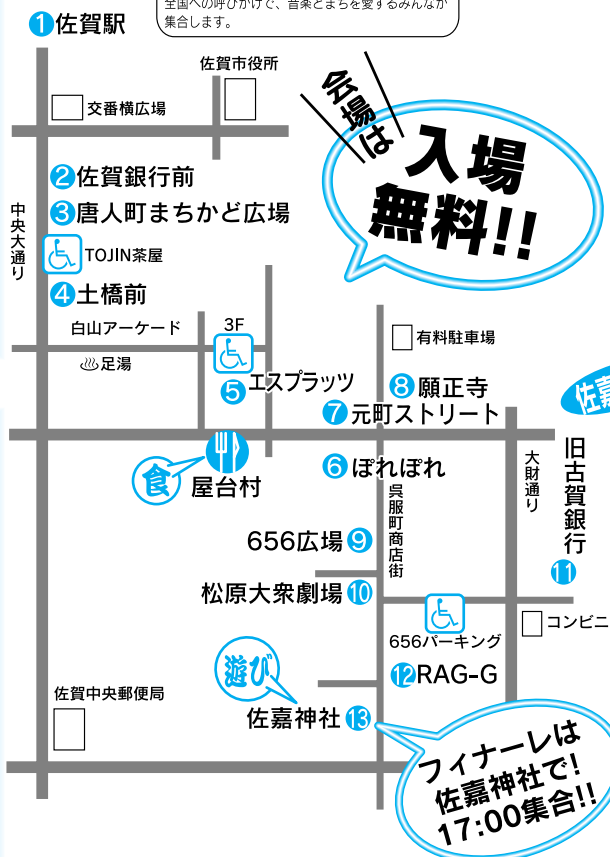 全国への呼びかけで、音楽とまちを愛するみんなが
集合します。
1佐賀駅
佐賀市役所
交番横広場
会場は
入場
無料!!
2佐賀銀行前
3唐人町まちかど広場
中央大通り
TOJIN茶屋
4土橋前
白山アーケード
3F
有料駐車場
足湯
5エスプラッツ
8願正寺
佐嘉
7元町ストリート
食
屋台村
6ぽれぽれ
大財通り
旧古賀銀行
11
呉服町商店街
656広場9
松原大衆劇場10
コンビニ
656パーキング
遊び
12RAG-G
佐賀中央郵便局
佐嘉神社13
フィナーレは
佐嘉神社で!
17:00集合!!